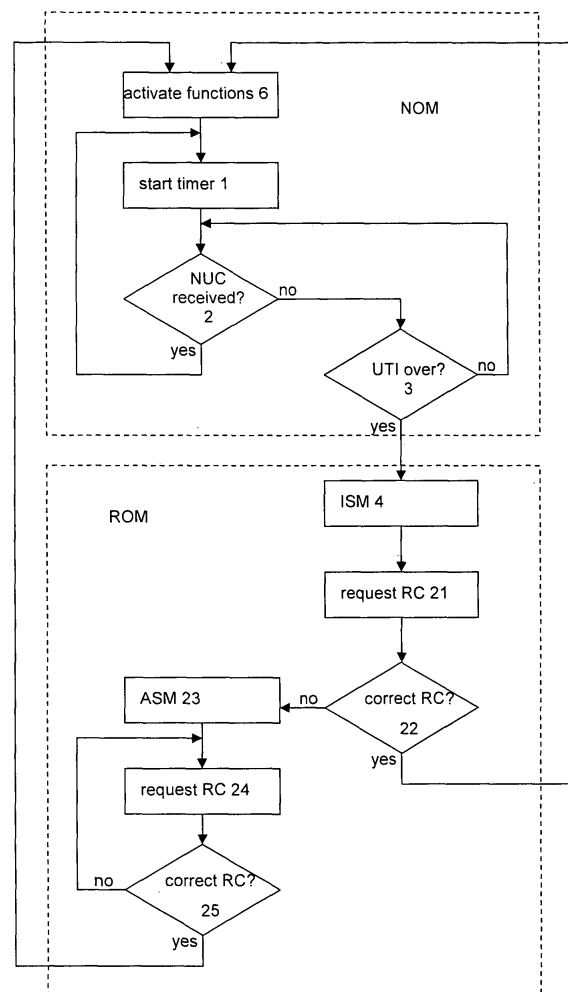 activate functions 6
NOM
start timer 1
NUC
received?
2
no
yes
UTI over?
3
no
yes
ISM 4
ROM
request RC 21
ASM 23
no
correct RC?
22
yes
request RC 24
no
correct RC?
25
yes